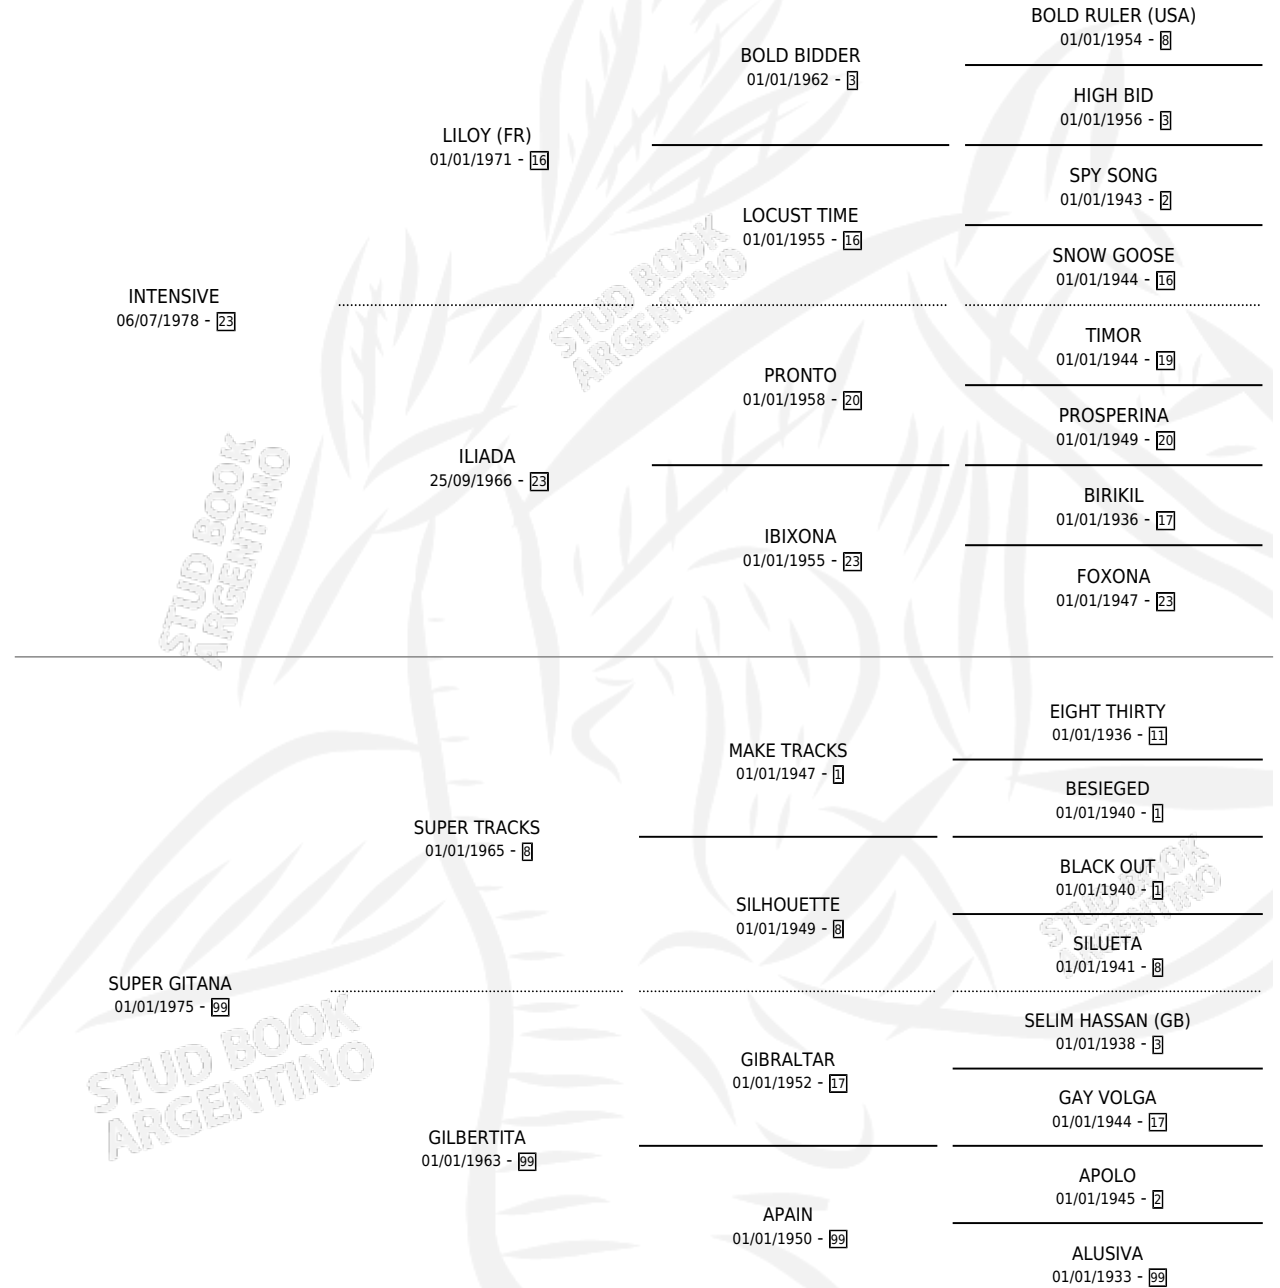 BOLD RULER (USA)
01/01/1954 - 8
BOLD BIDDER
01/01/1962 - 3
HIGH BID
01/01/1956 - 3
LILOY (FR)
01/01/1971 - 16
SPY SONG
01/01/1943 - 2
LOCUST TIME
01/01/1955 - 16
SNOW GOOSE
01/01/1944 - 16
INTENSIVE
06/07/1978 - 23
STUD BOOK
ARGENTINO
TIMOR
01/01/1944 - 19
PRONTO
01/01/1958 - 20
PROSPERINA
01/01/1949 - 20
ILIADA
25/09/1966 - 23
BIRIKIL
01/01/1936 - 17
IBIXONA
01/01/1955 - 23
FOXONA
01/01/1947 - 23
STUD BOOK
ARGENTINO
EIGHT THIRTY
01/01/1936 - 11
MAKE TRACKS
01/01/1947 - 1
BESIEGED
01/01/1940 - 1
SUPER TRACKS
01/01/1965 - 8
BLACK OUT
01/01/1940 - 1
SILHOUETTE
01/01/1949 - 8
STUD BOOK
ARGENTINO
SILUETA
01/01/1941 - 8
SUPER GITANA
01/01/1975 - 99
SELIM HASSAN (GB)
01/01/1938 - 3
GIBRALTAR
01/01/1952 - 17
STUD BOOK
ARGENTINO
GAY VOLGA
01/01/1944 - 17
GILBERTITA
01/01/1963 - 99
APOLO
01/01/1945 - 2
APAIN
01/01/1950 - 99
ALUSIVA
01/01/1933 - 99